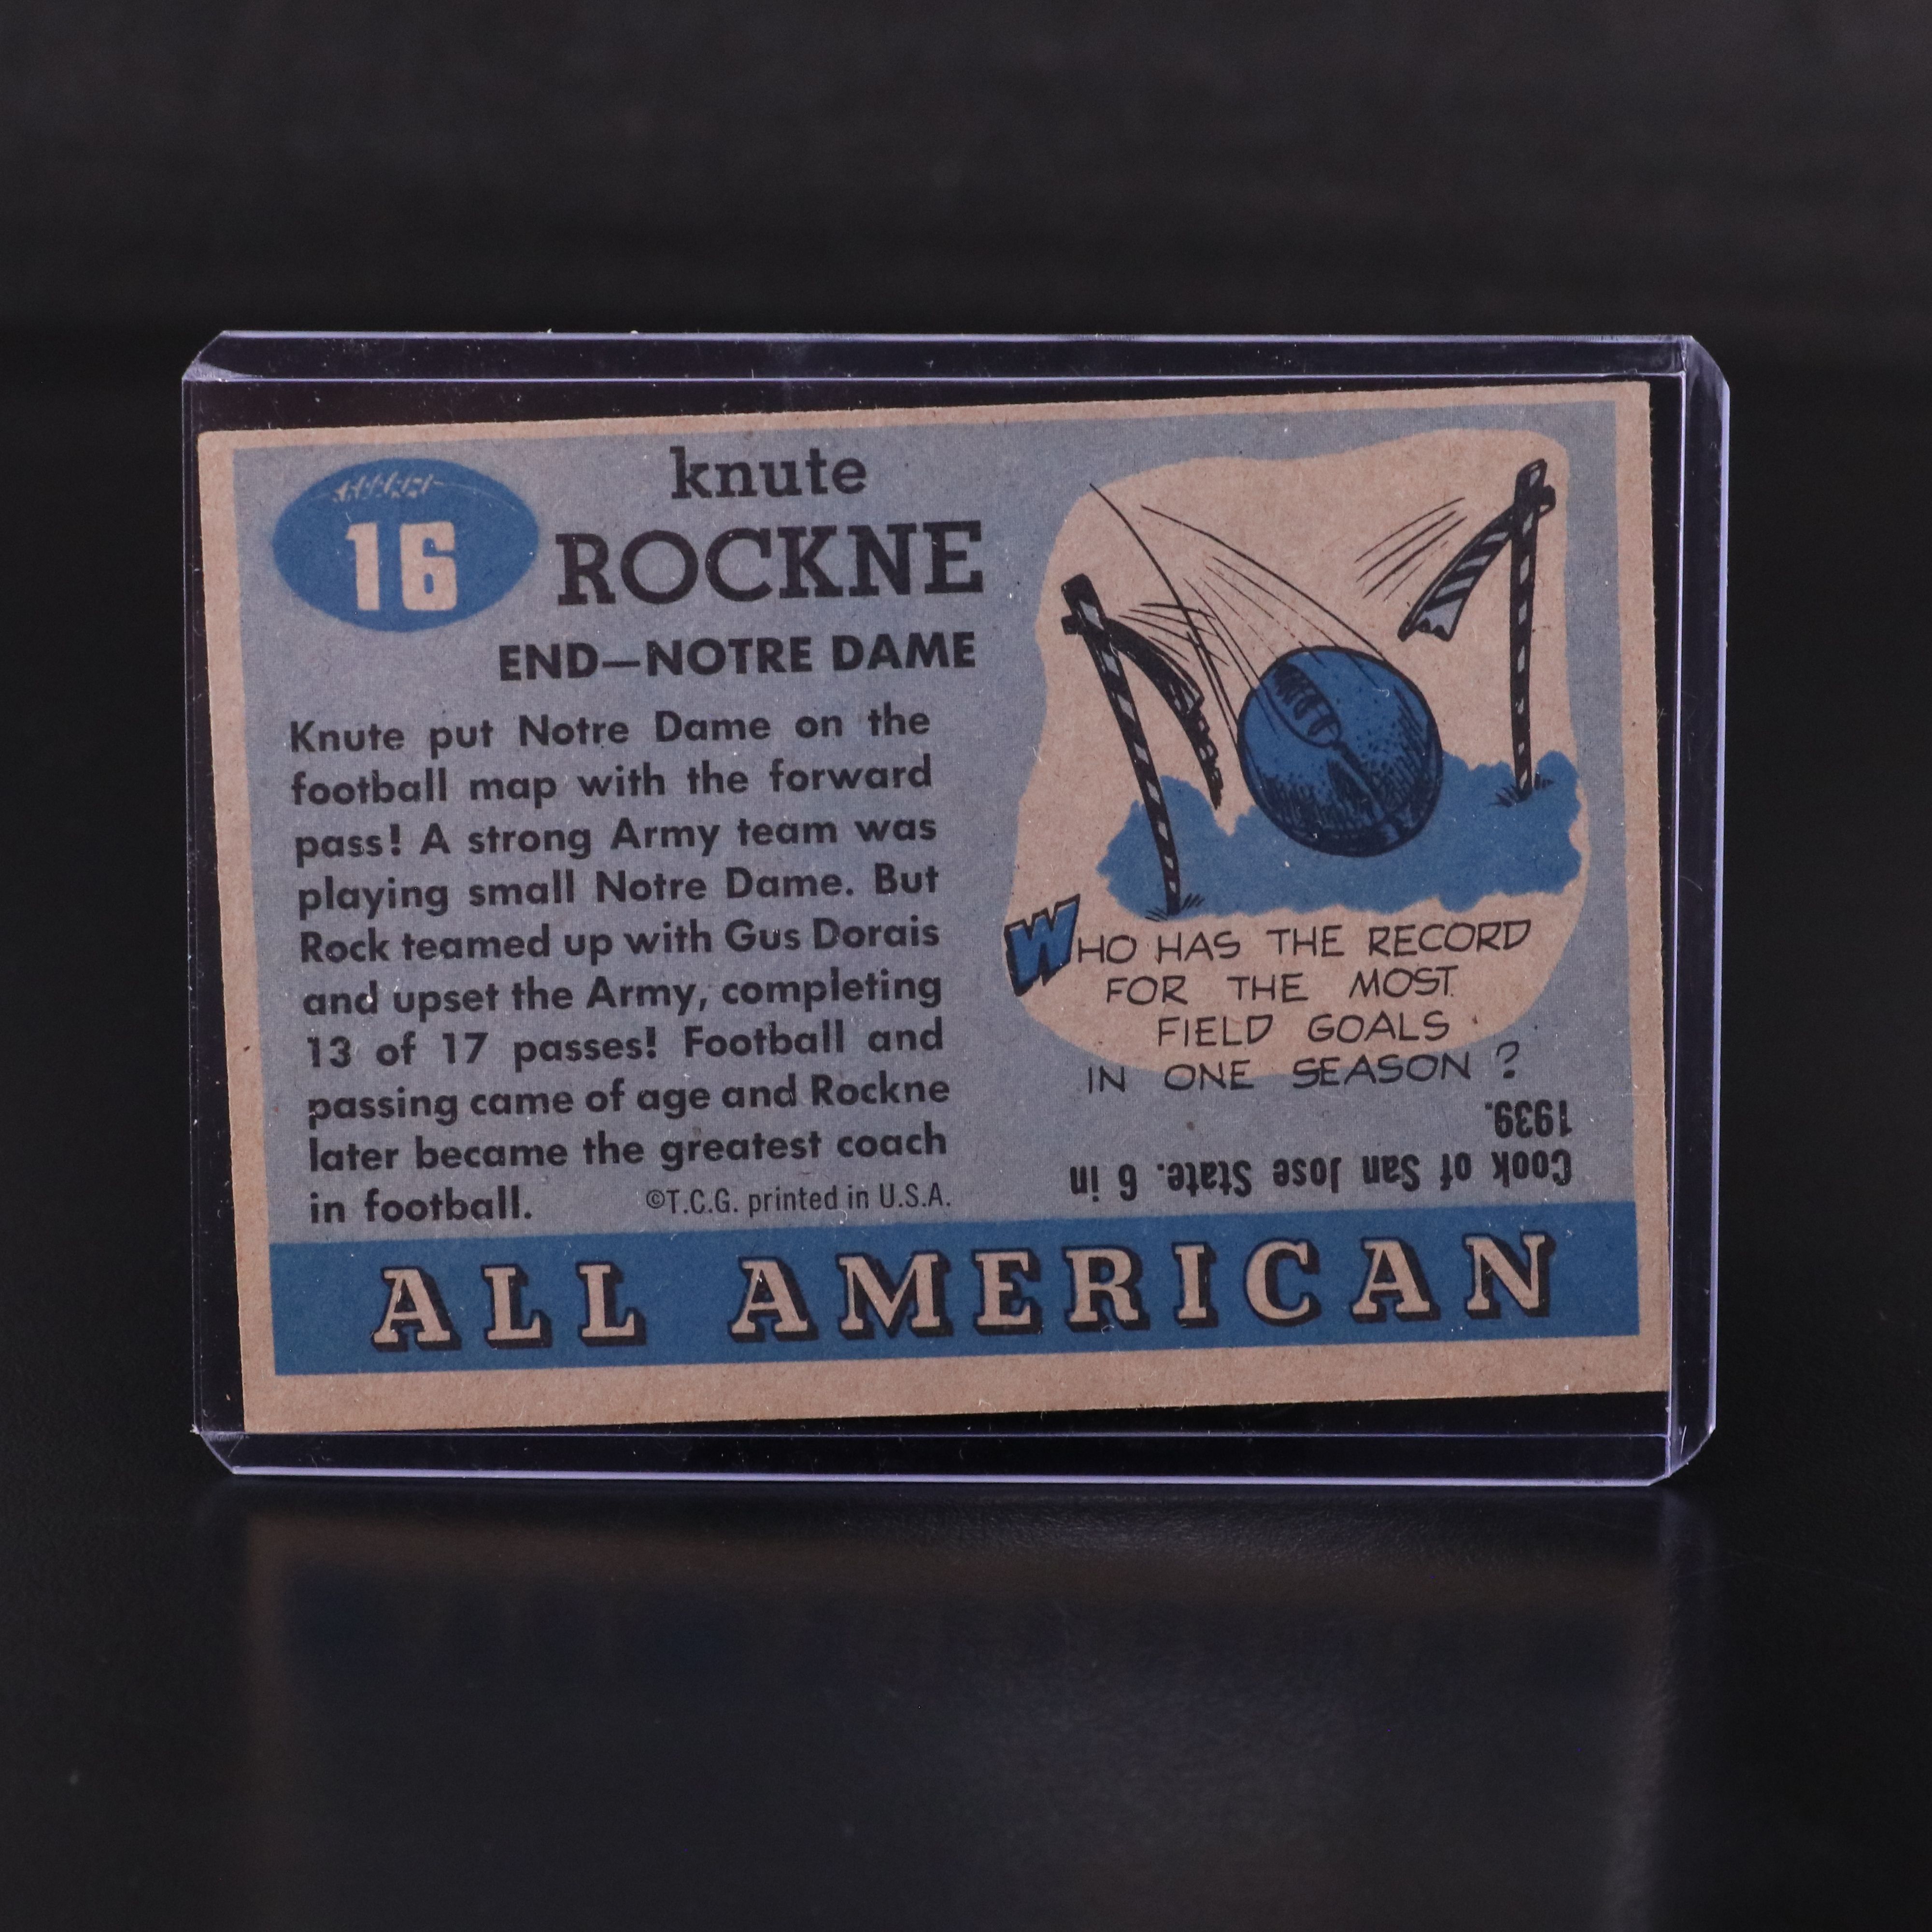 16
knute
ROCKNE
END—NOTRE DAME
Knute put Notre Dame on the
football map with the forward
pass! A strong Army team was
playing small Notre Dame. But
Rock teamed up with Gus Dorais
and upset the Army, completing
13 of 17 passes! Football and
passing came of age and Rockne
later became the greatest coach
in football.
©T.C.G. printed in U.S.A.
WHO HAS THE RECORD
FOR THE MOST
FIELD GOALS
IN ONE SEASON ?
Cook of San Jose State. 6 in
1939.
ALL AMERICAN